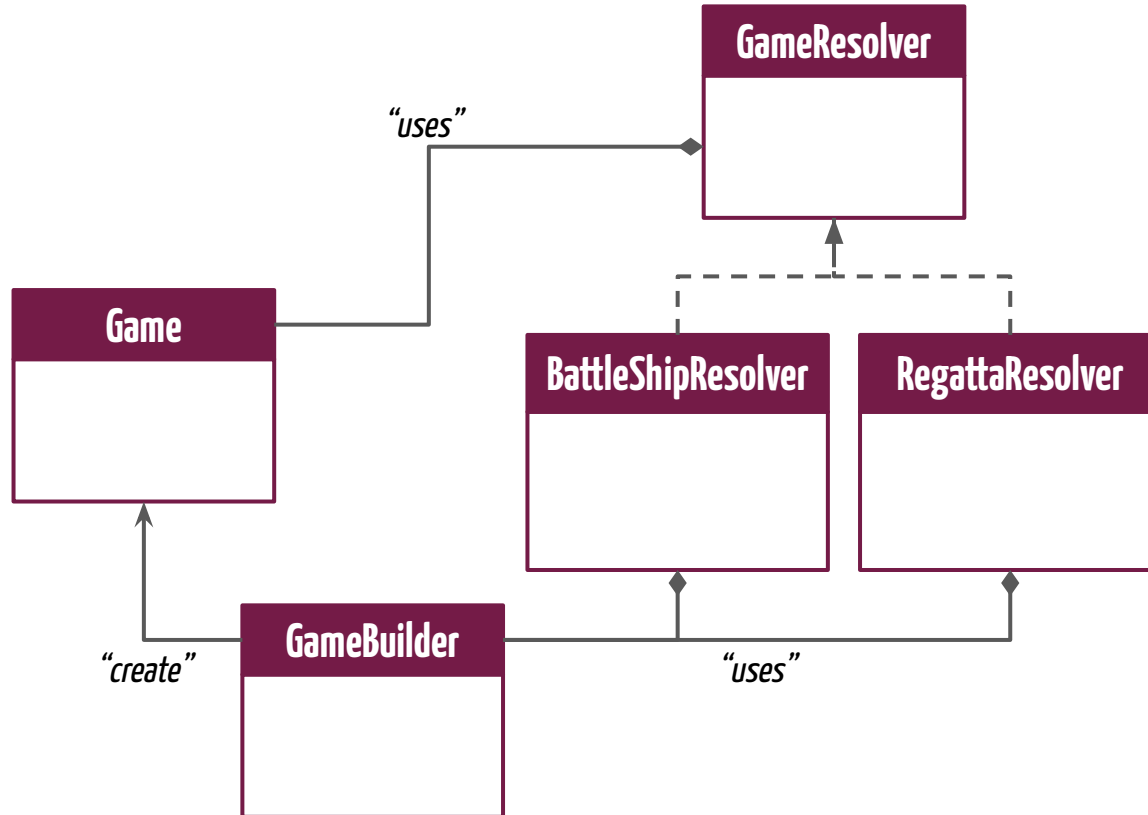 GameResolver
“uses”
Game
BattleShipResolver
RegattaResolver
GameBuilder
“create”
“uses”